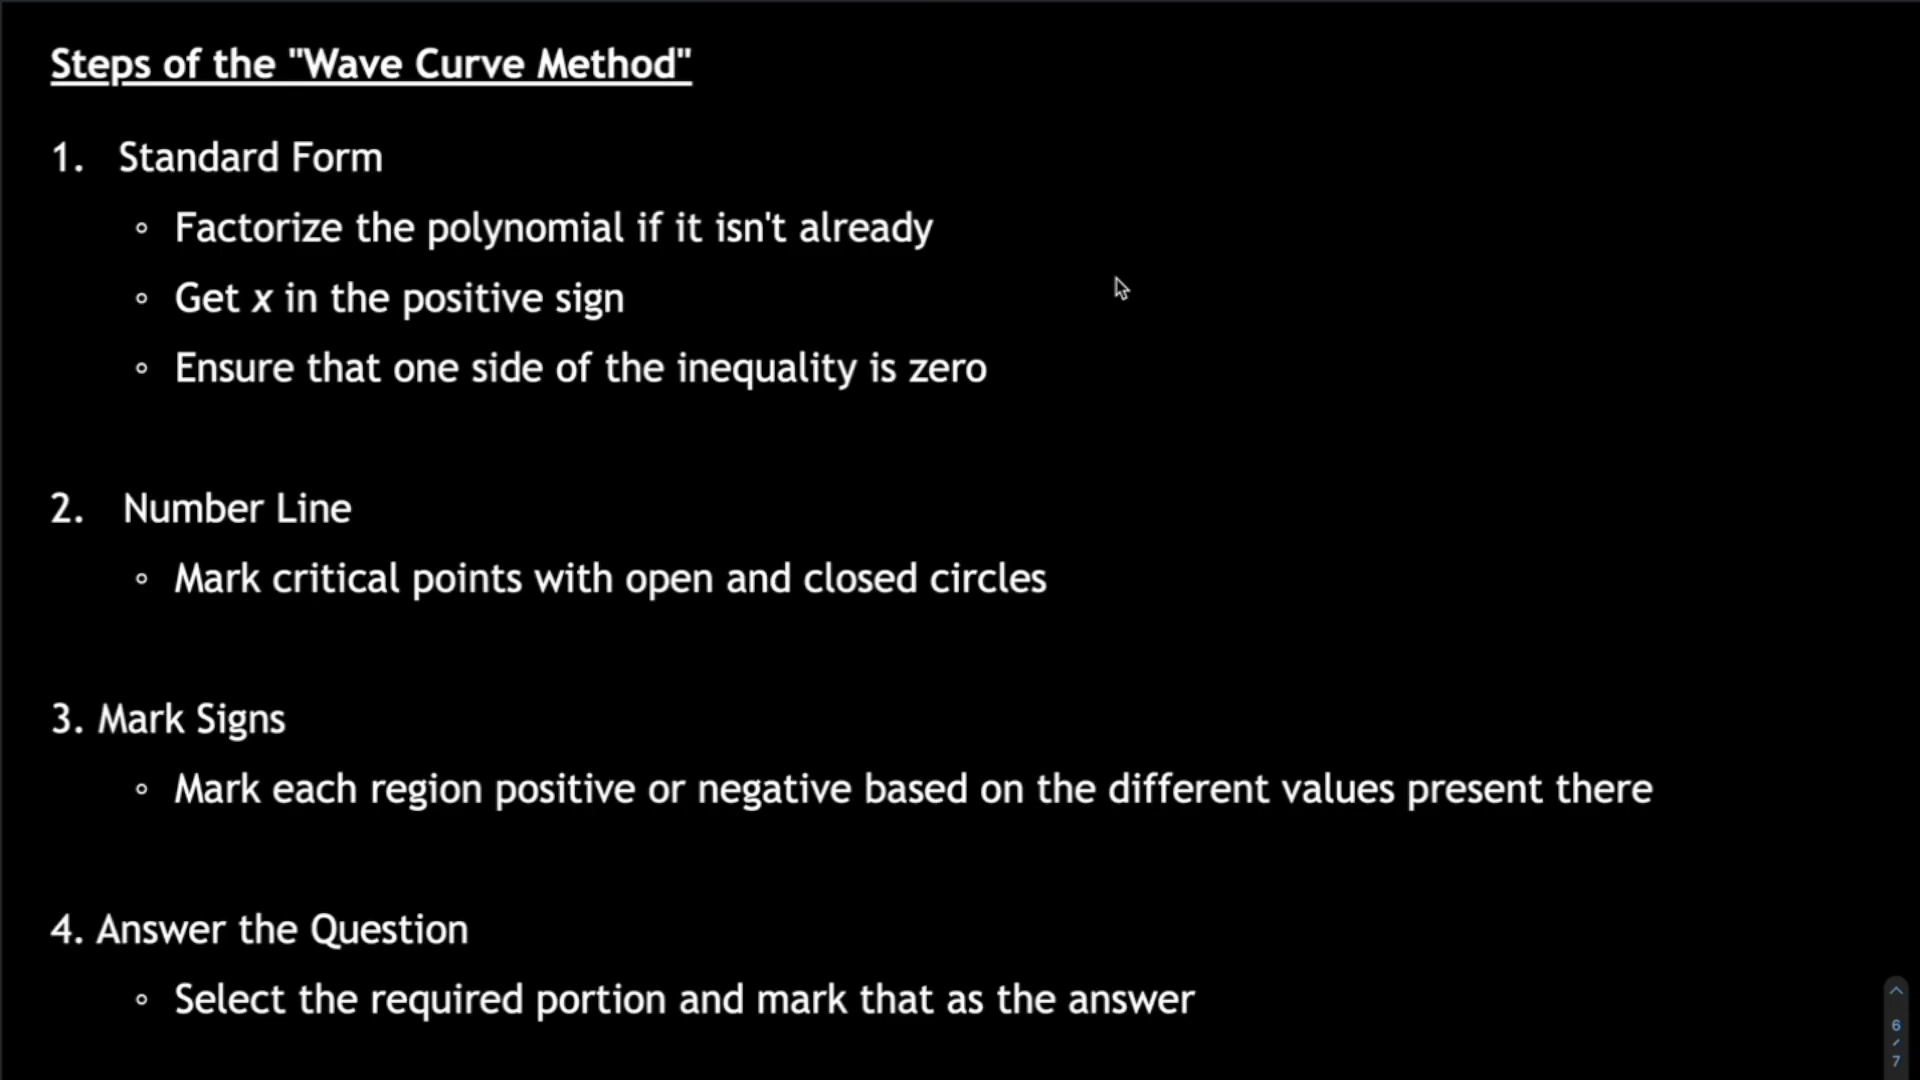 Steps of the "Wave Curve Method"
1. Standard Form
◦ Factorize the polynomial if it isn't already
◦ Get x in the positive sign
◦ Ensure that one side of the inequality is zero
2. Number Line
◦ Mark critical points with open and closed circles
3. Mark Signs
◦ Mark each region positive or negative based on the different values present there
4. Answer the Question
◦ Select the required portion and mark that as the answer
6
/
7